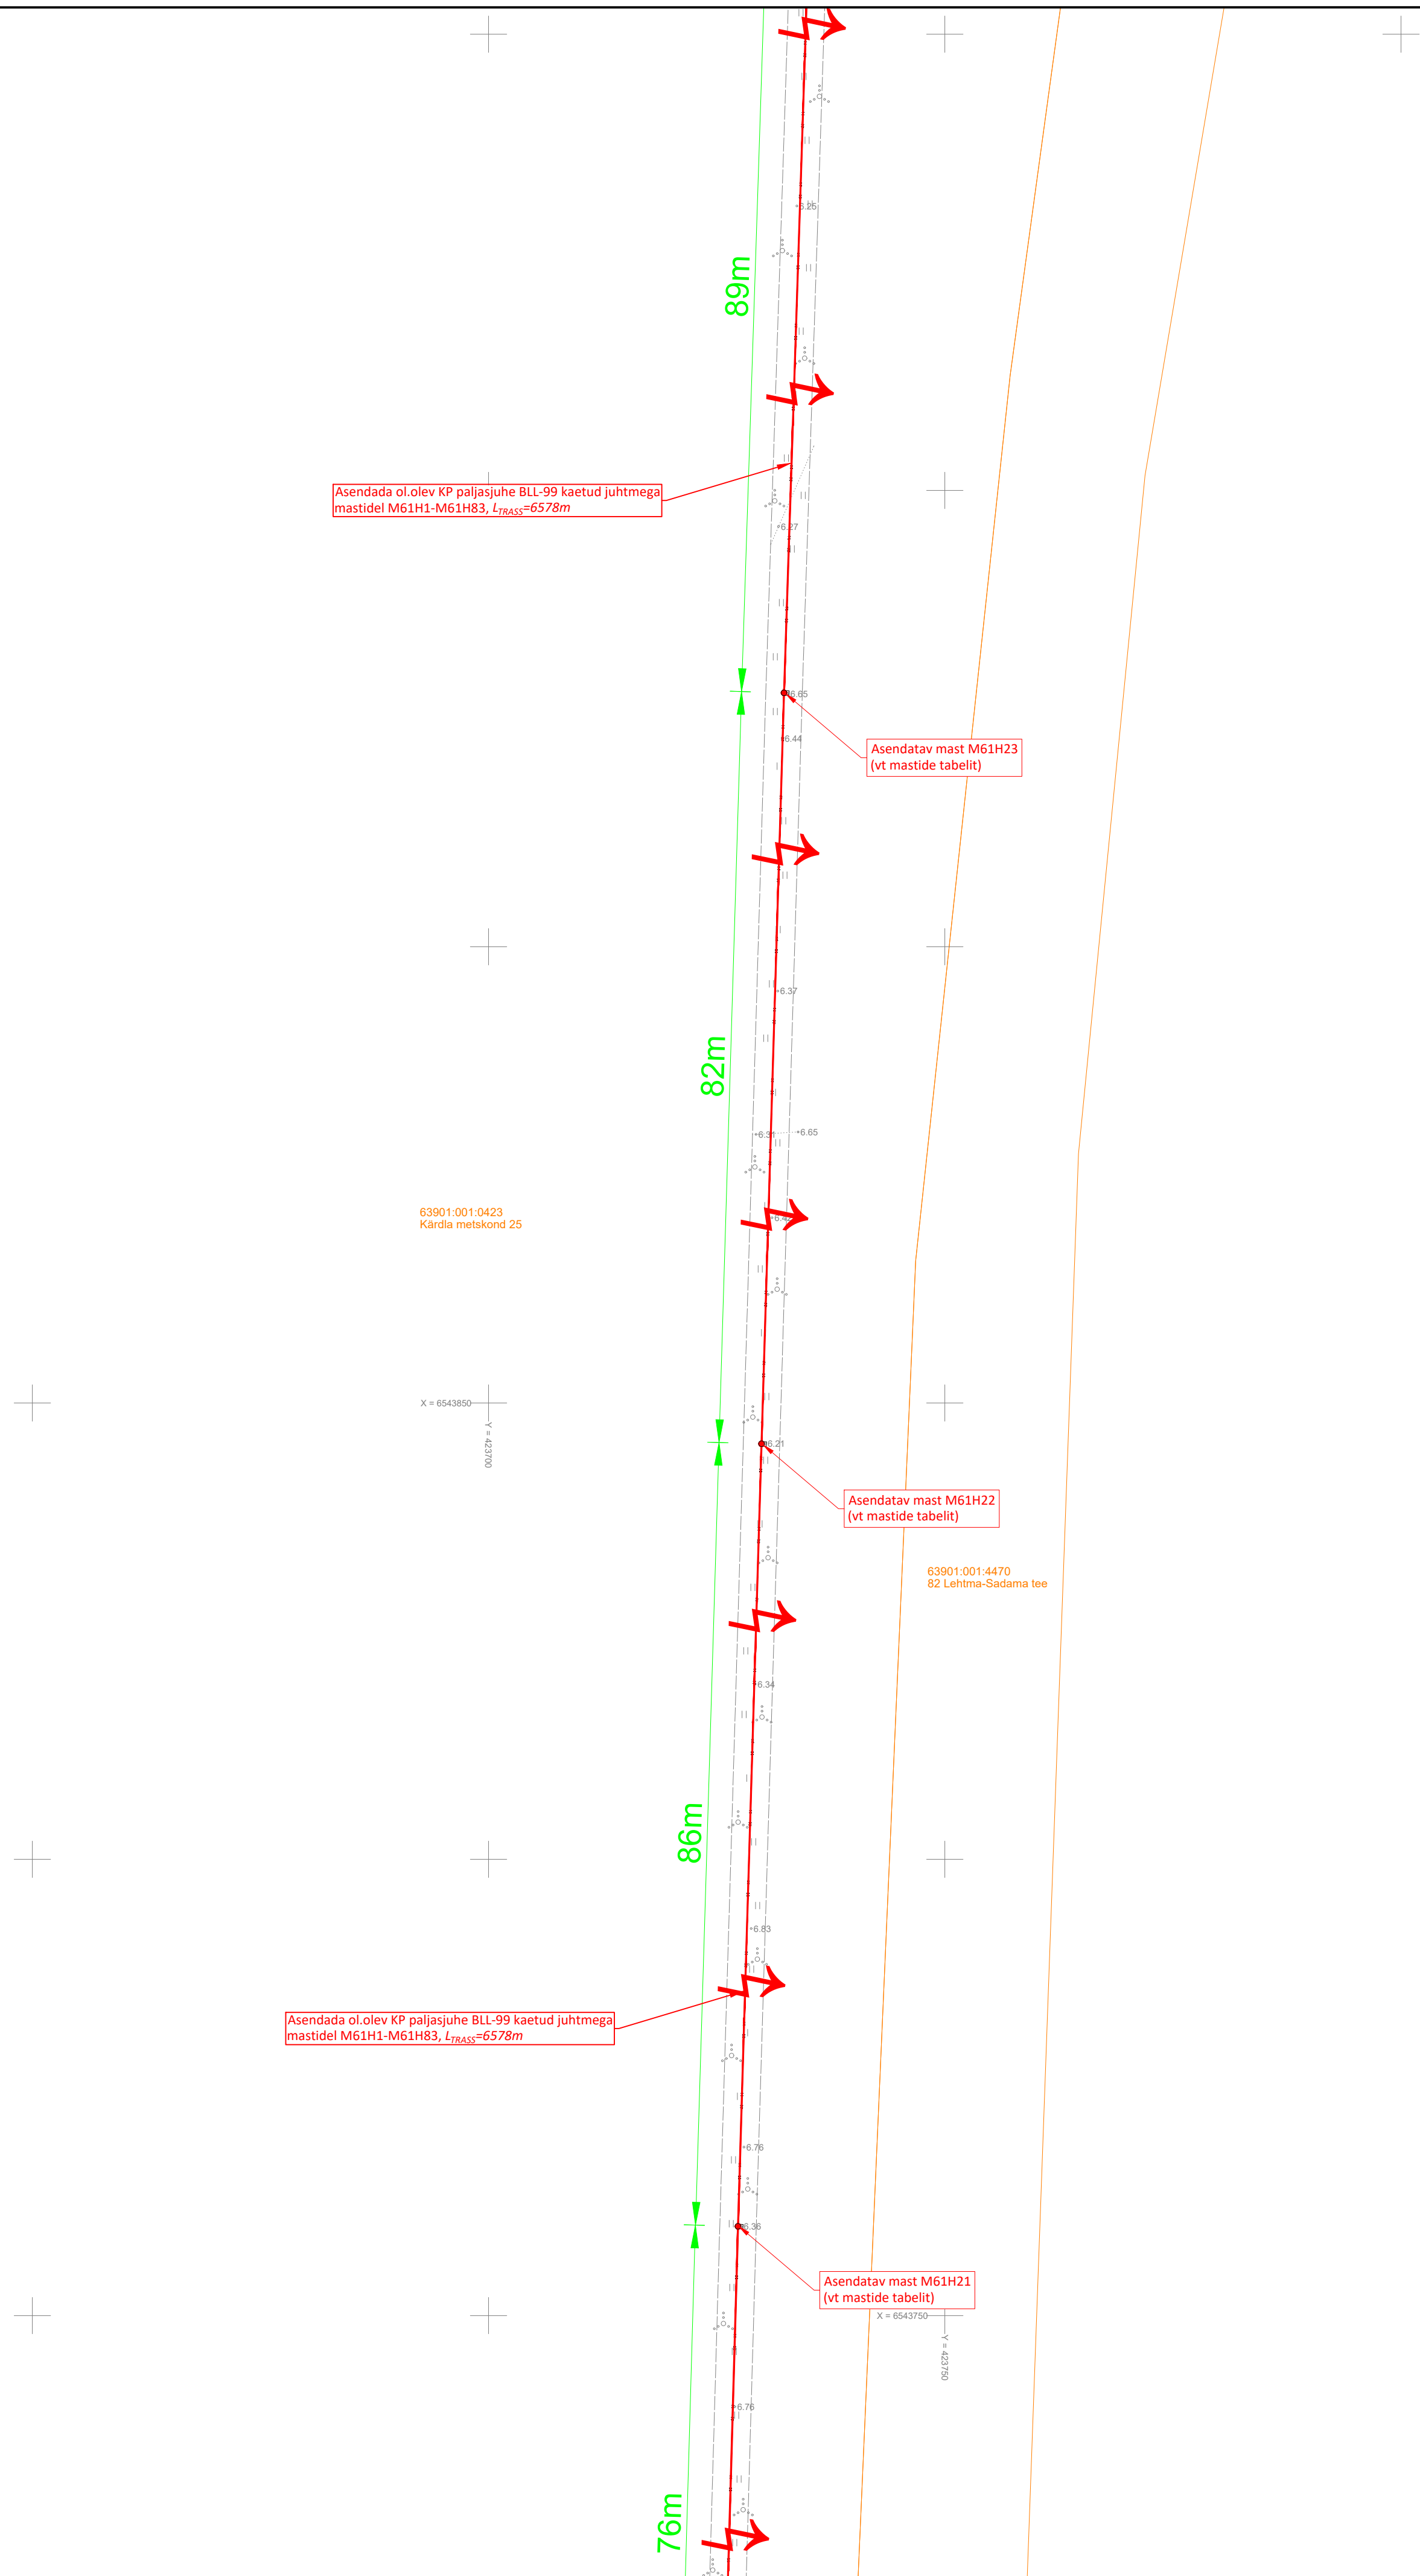 +6.25
89m
Asendada ol.olev KP paljasjuhe BLL-99 kaetud juhtmega
mastidel M61H1-M61H83, LTRASS=6578m
+6.27
6.65
+6.44
Asendatav mast M61H23
(vt mastide tabelit)
+6.37
82m
+6.31
+6.65
63901:001:0423
Kärdla metskond 25
X = 6543850
Y = 423700
6.21
Asendatav mast M61H22
(vt mastide tabelit)
63901:001:4470
82 Lehtma-Sadama tee
+6.34
86m
+6.83
Asendada ol.olev KP paljasjuhe BLL-99 kaetud juhtmega
mastidel M61H1-M61H83, LTRASS=6578m
+6.76
6.36
Asendatav mast M61H21
(vt mastide tabelit)
X = 6543750
Y = 423750
+6.76
76m